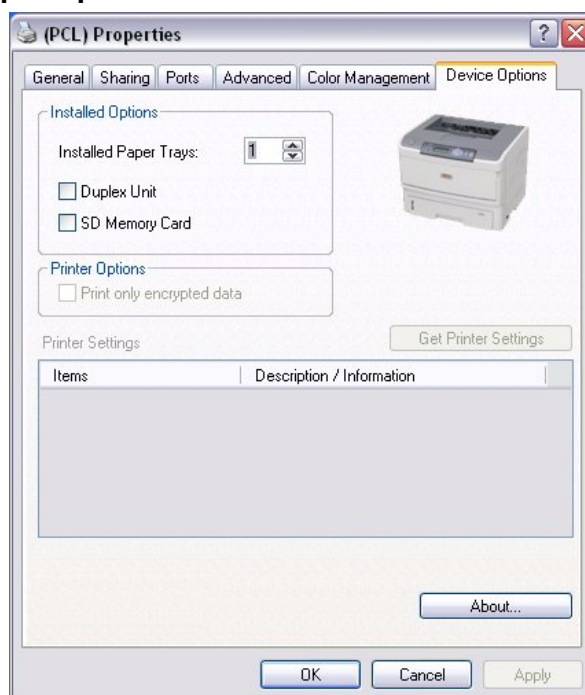 (PCL) Properties
General Sharing Ports Advanced Color Management Device Options
Installed Options
Installed Paper Trays: 1
Duplex Unit
SD Memory Card
Printer Options
Print only encrypted data
Printer Settings Get Printer Settings
Items Description / Information
About...
OK Cancel Apply